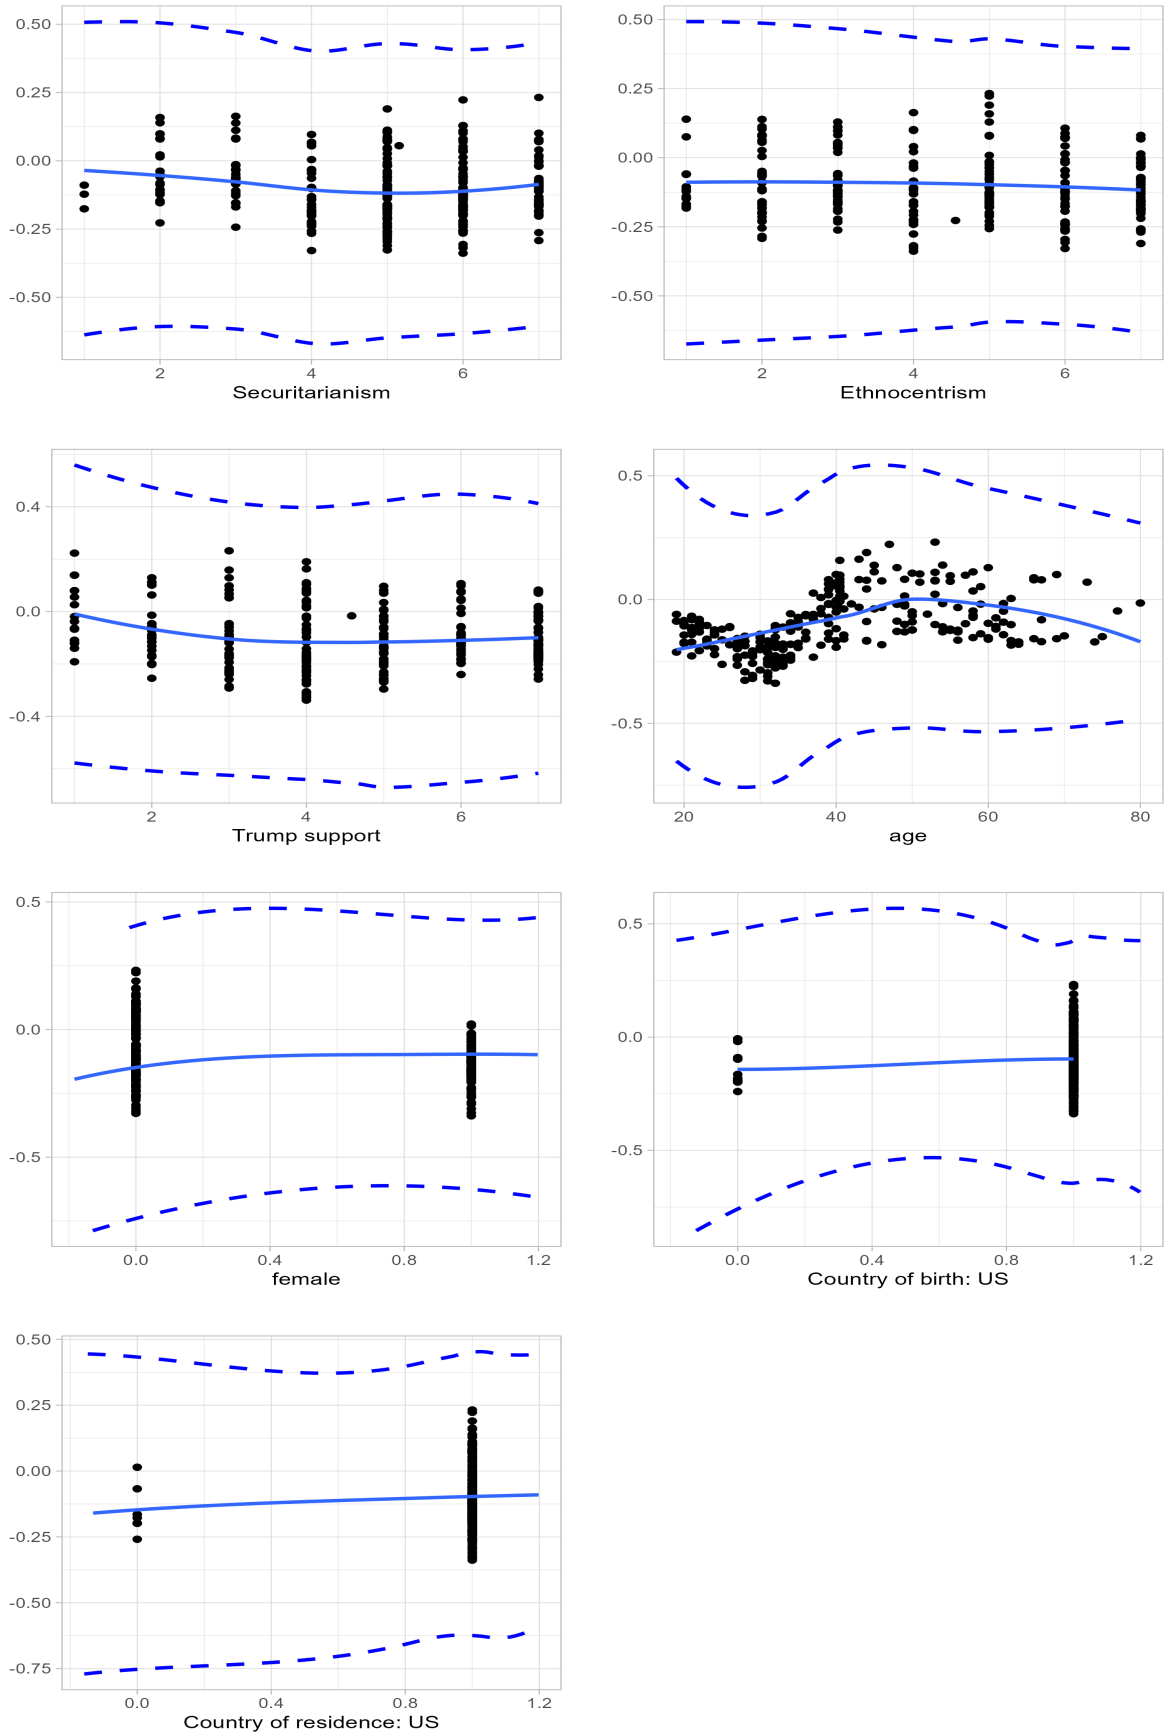 0.50
0.25
0.00
-0.25
-0.50
2 4 6
Securitarianism
0.50
0.25
0.00
-0.25
-0.50
2 4 6
Ethnocentrism
0.4
0.0
-0.4
2 4 6
Trump support
0.5
0.0
-0.5
20 40 60 80
age
0.5
0.0
-0.5
0.0 0.4 0.8 1.2
female
0.5
0.0
-0.5
0.0 0.4 0.8 1.2
Country of birth: US
0.50
0.25
0.00
-0.25
-0.50
-0.75
0.0 0.4 0.8 1.2
Country of residence: US